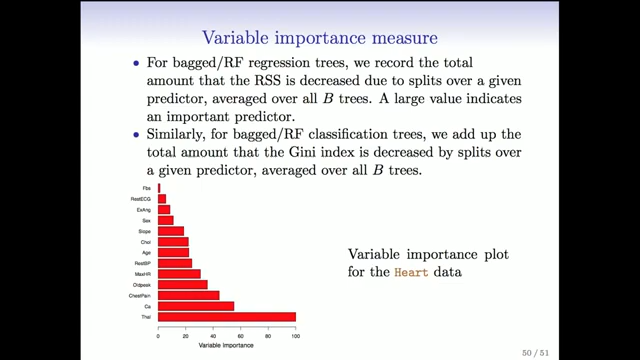 Variable importance measure
• For bagged/RF regression trees, we record the total
amount that the RSS is decreased due to splits over a given
predictor, averaged over all B trees. A large value indicates
an important predictor.
• Similarly, for bagged/RF classification trees, we add up the
total amount that the Gini index is decreased by splits over
a given predictor, averaged over all B trees.
Fbs
RestECG
ExAng
Sex
Slope
Chol
Age
RestBP
MaxHR
Oldpeak
ChestPain
Ca
Thal
0 20 40 60 80 100
Variable Importance
Variable importance plot
for the Heart data
50 / 51